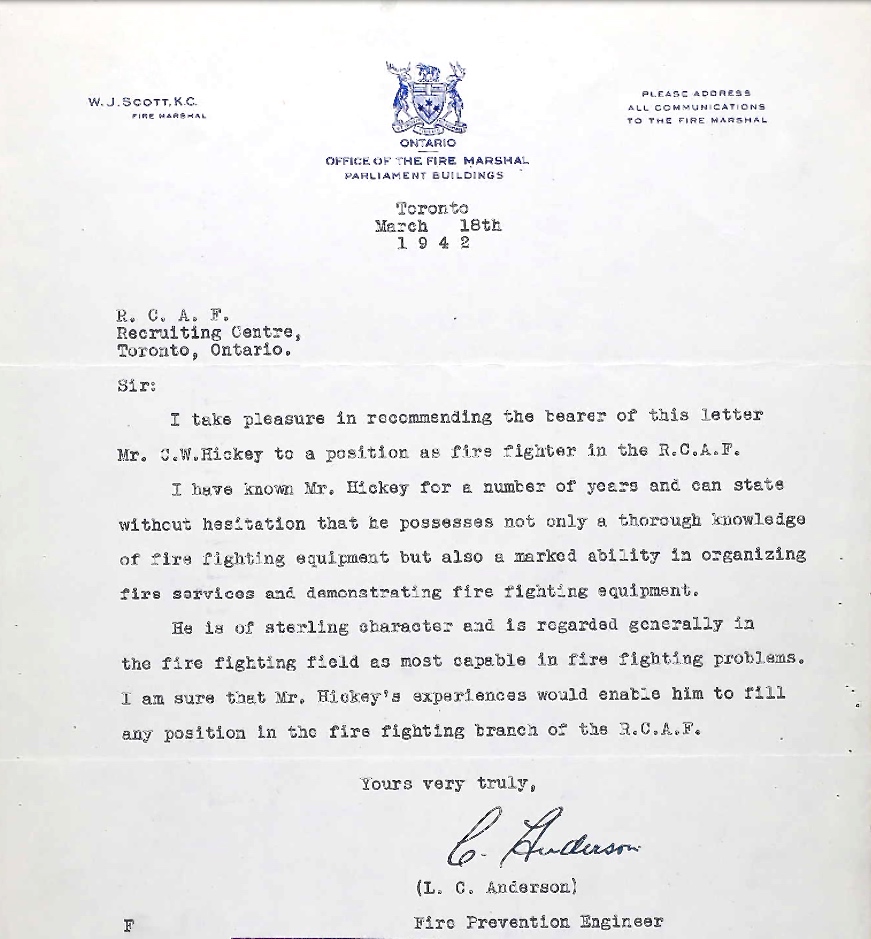 W. J. SCOTT, K.C.
FIRE MARSHAL
PLEASE ADDRESS
ALL COMMUNICATIONS
TO THE FIRE MARSHAL
ONTARIO
OFFICE OF THE FIRE MARSHAL
PARLIAMENT BUILDINGS
Toronto
March 18th
1 9 4 2
R. C. A. F.
Recruiting Centre,
Toronto, Ontario.
Sir:
I take pleasure in recommending the bearer of this letter
Mr. C.W.Hickey to a position as fire fighter in the R.C.A.F.
I have known Mr. Hickey for a number of years and can state
without hesitation that he possesses not only a thorough knowledge
of fire fighting equipment but also a marked ability in organizing
fire services and demonstrating fire fighting equipment.
He is of sterling character and is regarded generally in
the fire fighting field as most capable in fire fighting problems.
I am sure that Mr. Hickey's experiences would enable him to fill
any position in the fire fighting branch of the R.C.A.F.
Yours very truly,
C. Anderson
(L. C. Anderson)
F
Fire Prevention Engineer